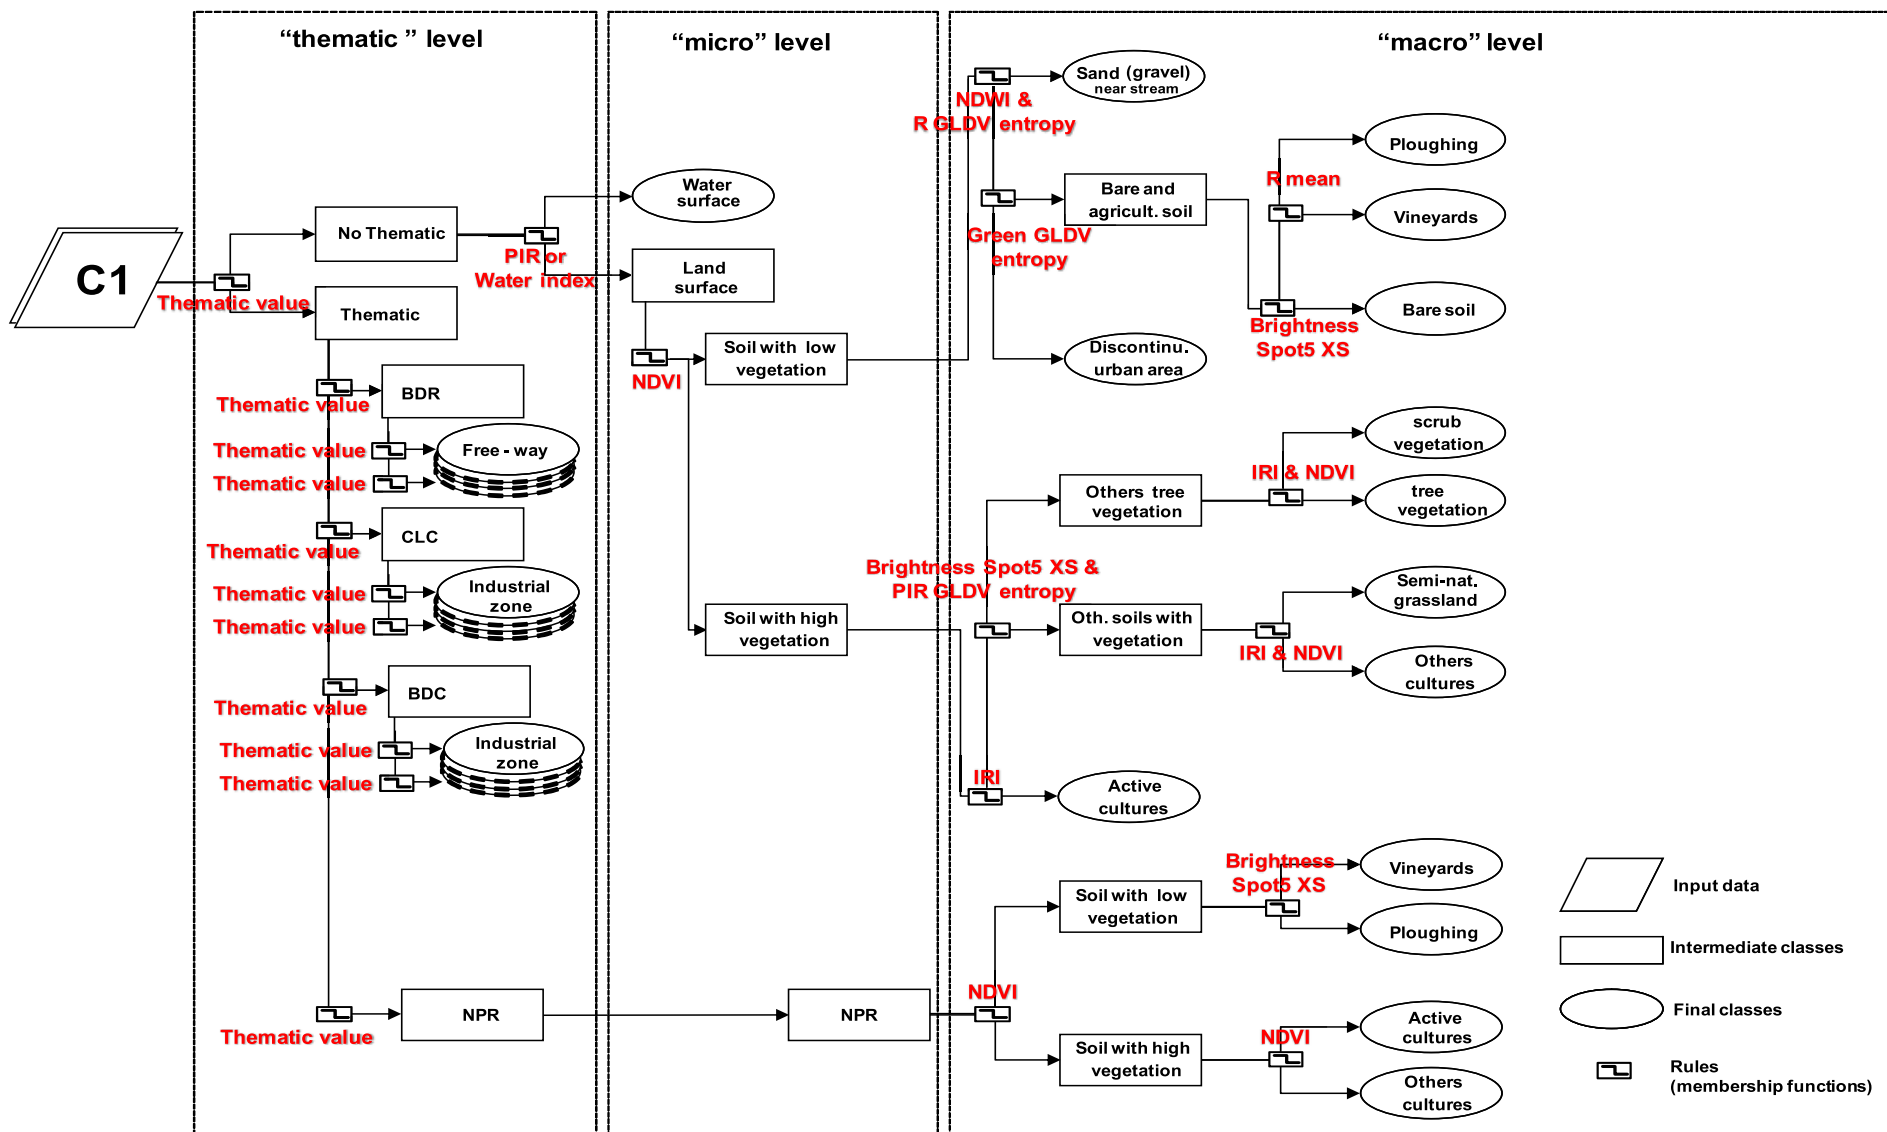 “thematic ” level
“micro” level
“macro” level
C1
Thematic value
No Thematic
Thematic
PIR or
Water index
Thematic value
BDR
Thematic value
Free - way
Thematic value
Thematic value
CLC
Thematic value
Industrial
zone
Thematic value
Thematic value
BDC
Thematic value
Industrial
zone
Thematic value
Thematic value
NPR
Water
surface
Land
surface
NDVI
Soil with low
vegetation
Soil with high
vegetation
NPR
Sand (gravel)
near stream
NDWI &
R GLDV entropy
Bare and
agricult. soil
Green GLDV
entropy
Discontinu.
urban area
Ploughing
R mean
Vineyards
Brightness
Spot5 XS
Bare soil
Others tree
vegetation
IRI & NDVI
scrub
vegetation
tree
vegetation
Brightness Spot5 XS &
PIR GLDV entropy
Oth. soils with
vegetation
IRI & NDVI
Semi-nat.
grassland
Others
cultures
IRI
Active
cultures
NDVI
Soil with low
vegetation
Brightness
Spot5 XS
Vineyards
Ploughing
Soil with high
vegetation
NDVI
Active
cultures
Others
cultures
Input data
Intermediate classes
Final classes
Rules
(membership functions)